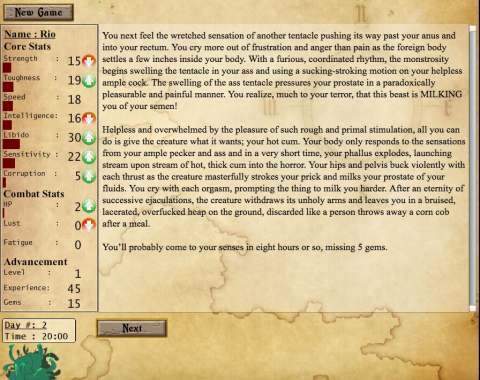 New Game
Name : Rio
Core Stats
Strength : 15
Toughness : 19
Speed : 18
Intelligence: 16
Libido : 30
Sensitivity : 22
Corruption : 5
Combat Stats
HP : 2
Lust : 0
Fatigue : 0
Advancement
Level : 1
Experience: 45
Gems : 15
Day #: 2
Time : 20:00
You next feel the wretched sensation of another tentacle pushing its way past your anus and
into your rectum. You cry more out of frustration and anger than pain as the foreign body
settles a few inches inside your body. With a furious, coordinated rhythm, the monstrosity
begins swelling the tentacle in your ass and using a sucking-stroking motion on your helpless
ample cock. The swelling of the ass tentacle pressures your prostate in a paradoxically
pleasurable and painful manner. You realize, much to your terror, that this beast is MILKING
you of your semen!
Helpless and overwhelmed by the pleasure of such rough and primal stimulation, all you can
do is give the creature what it wants; your hot cum. Your body only responds to the sensations
from your ample pecker and ass and in a very short time, your phallus explodes, launching
stream upon stream of hot, thick cum into the horror. Your hips and pelvis buck violently with
each thrust as the creature masterfully strokes your prick and milks your prostate of your
fluids. You cry with each orgasm, prompting the thing to milk you harder. After an eternity of
successive ejaculations, the creature withdraws its unholy arms and leaves you in a bruised,
lacerated, overfucked heap on the ground, discarded like a person throws away a corn cob
after a meal.
You'll probably come to your senses in eight hours or so, missing 5 gems.
Next